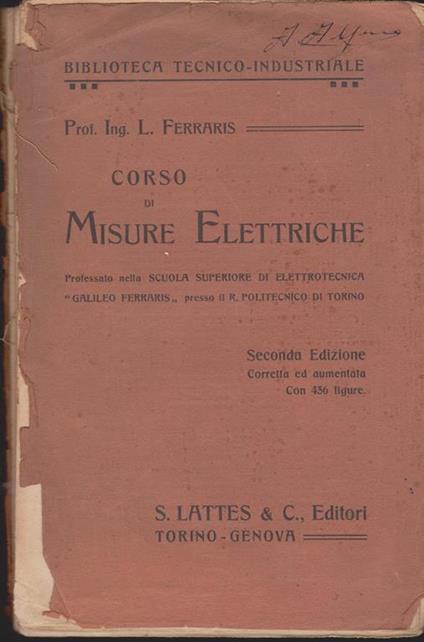 BIBLIOTECA TECNICO-INDUSTRIALE
Prof. Ing. L. FERRARIS
CORSO
DI
MISURE ELETTRICHE
Professato nella SCUOLA SUPERIORE DI ELETTROTECNICA
"GALILEO FERRARIS„ presso il R. POLITECNICO DI TORINO
Seconda Edizione
Corretta ed aumentata
Con 436 figure.
S. LATTES & C., Editori
TORINO-GENOVA